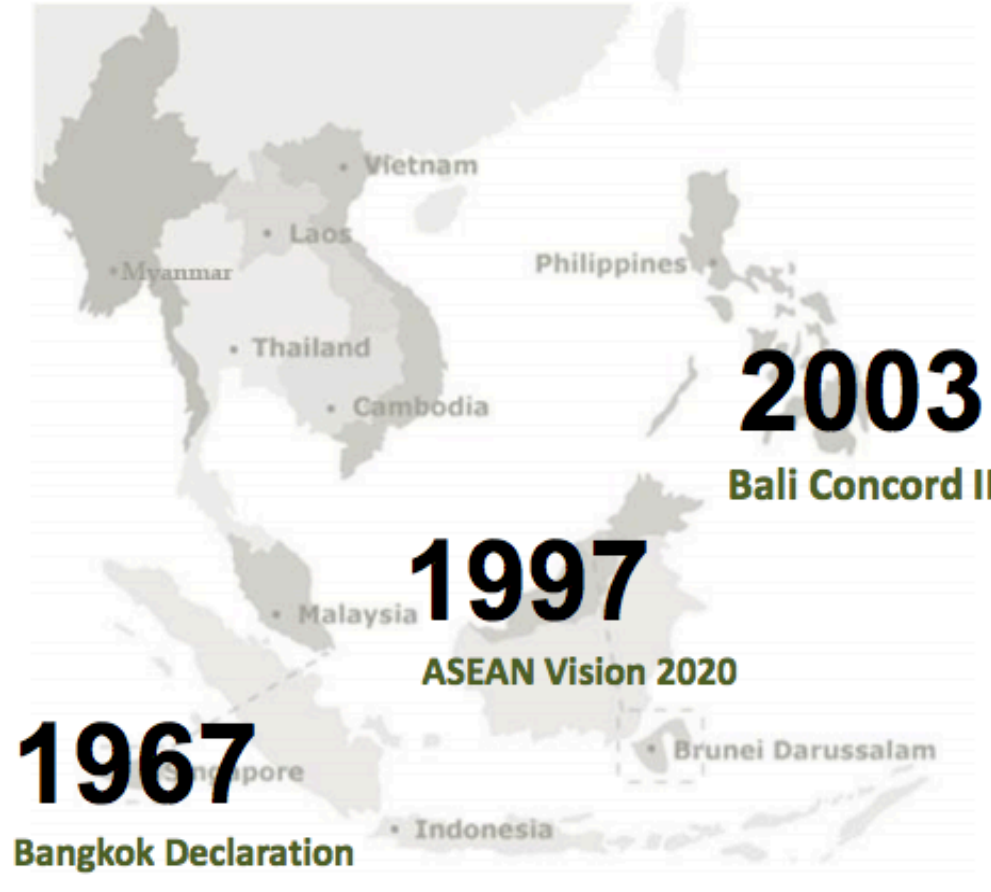 Vietnam
Laos
Myanmar
Philippines
Thailand
Cambodia
2003
Bali Concord II
1997
Malaysia
ASEAN Vision 2020
1967
Singapore
Brunei Darussalam
Indonesia
Bangkok Declaration